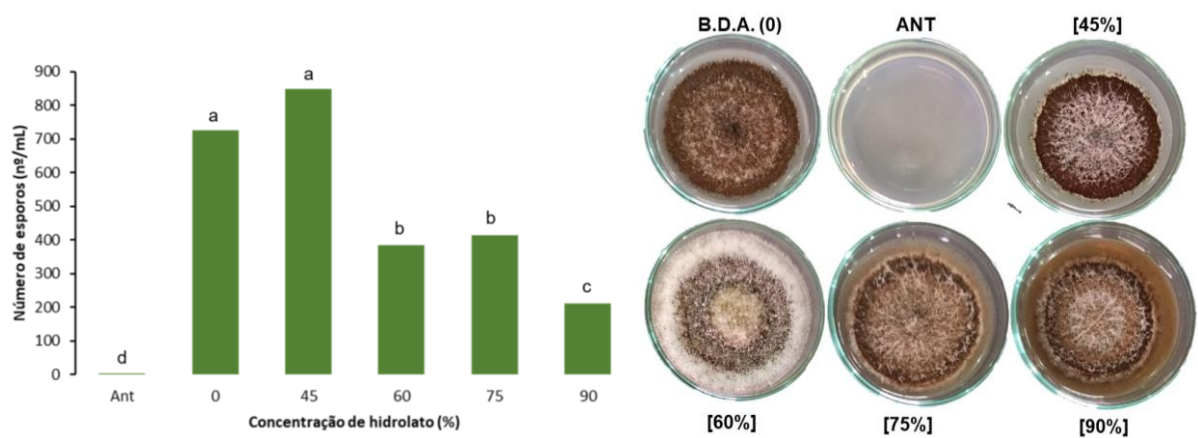 Número de esporos (nº/mL)
900
800
700
600
500
400
300
200
100
0
d
a
a
b
b
c
Ant
0
45
60
75
90
Concentração de hidrolato (%)
B.D.A. (0)
ANT
[45%]
[60%]
[75%]
[90%]